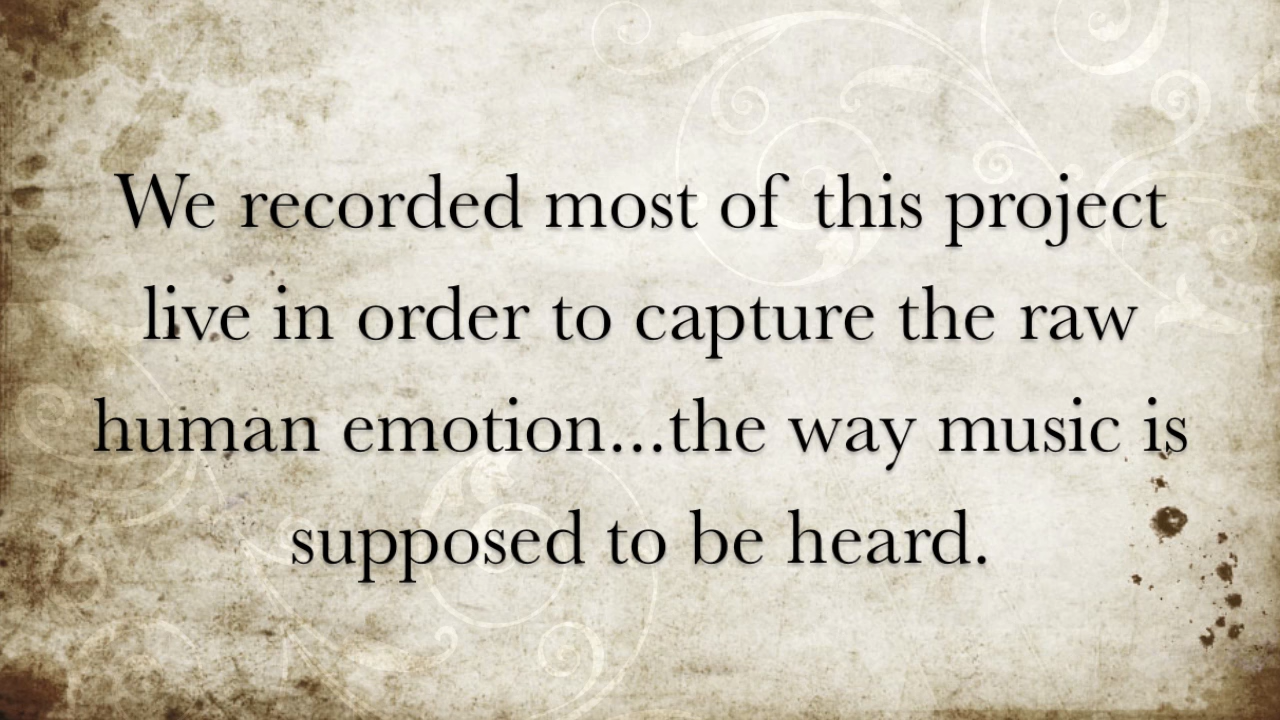 We recorded most of this project
live in order to capture the raw
human emotion...the way music is
supposed to be heard.